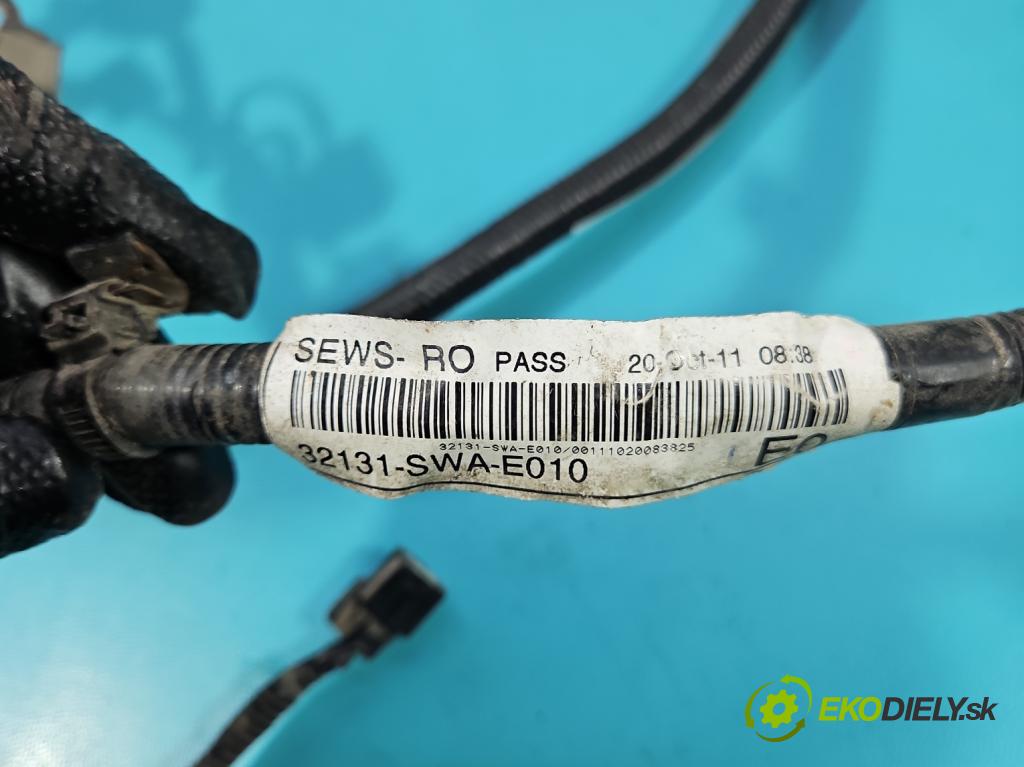 SEWS- RO PASS 20-Oct-11 08:38
32131-SWA-E010/00111020083825
32131-SWA-E010
EKODIELY.sk